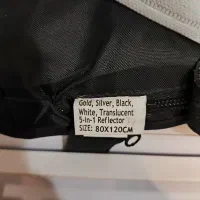 Gold, Silver, Black,
White, Translucent
5-in-1 Reflector
SIZE: 80X120CM